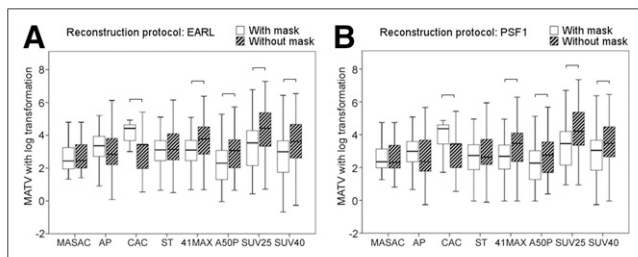 A
Reconstruction protocol: EARL
With mask
Without mask
MATV with log transformation
8
6
4
2
0
-2
MASAC AP CAC ST 41MAX A50P SUV25 SUV40
B
Reconstruction protocol: PSF1
With mask
Without mask
MATV with log transformation
8
6
4
2
0
-2
MASAC AP CAC ST 41MAX A50P SUV25 SUV40